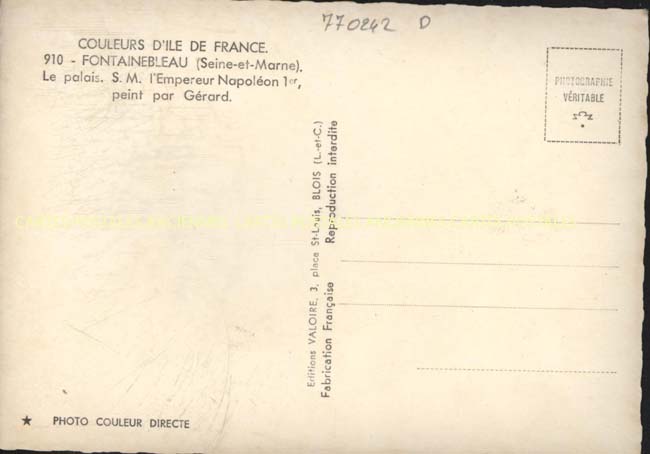 770242 D
COULEURS D'ILE DE FRANCE.
910 - FONTAINEBLEAU (Seine-et-Marne).
Le palais. S. M. l'Empereur Napoléon 1er,
peint par Gérard.
PHOTOGRAPHIE
VÉRITABLE
Editions VALOIRE, 3, place St-Louis, BLOIS (L.-et-C.)
Fabrication Française Reproduction interdite
★ PHOTO COULEUR DIRECTE